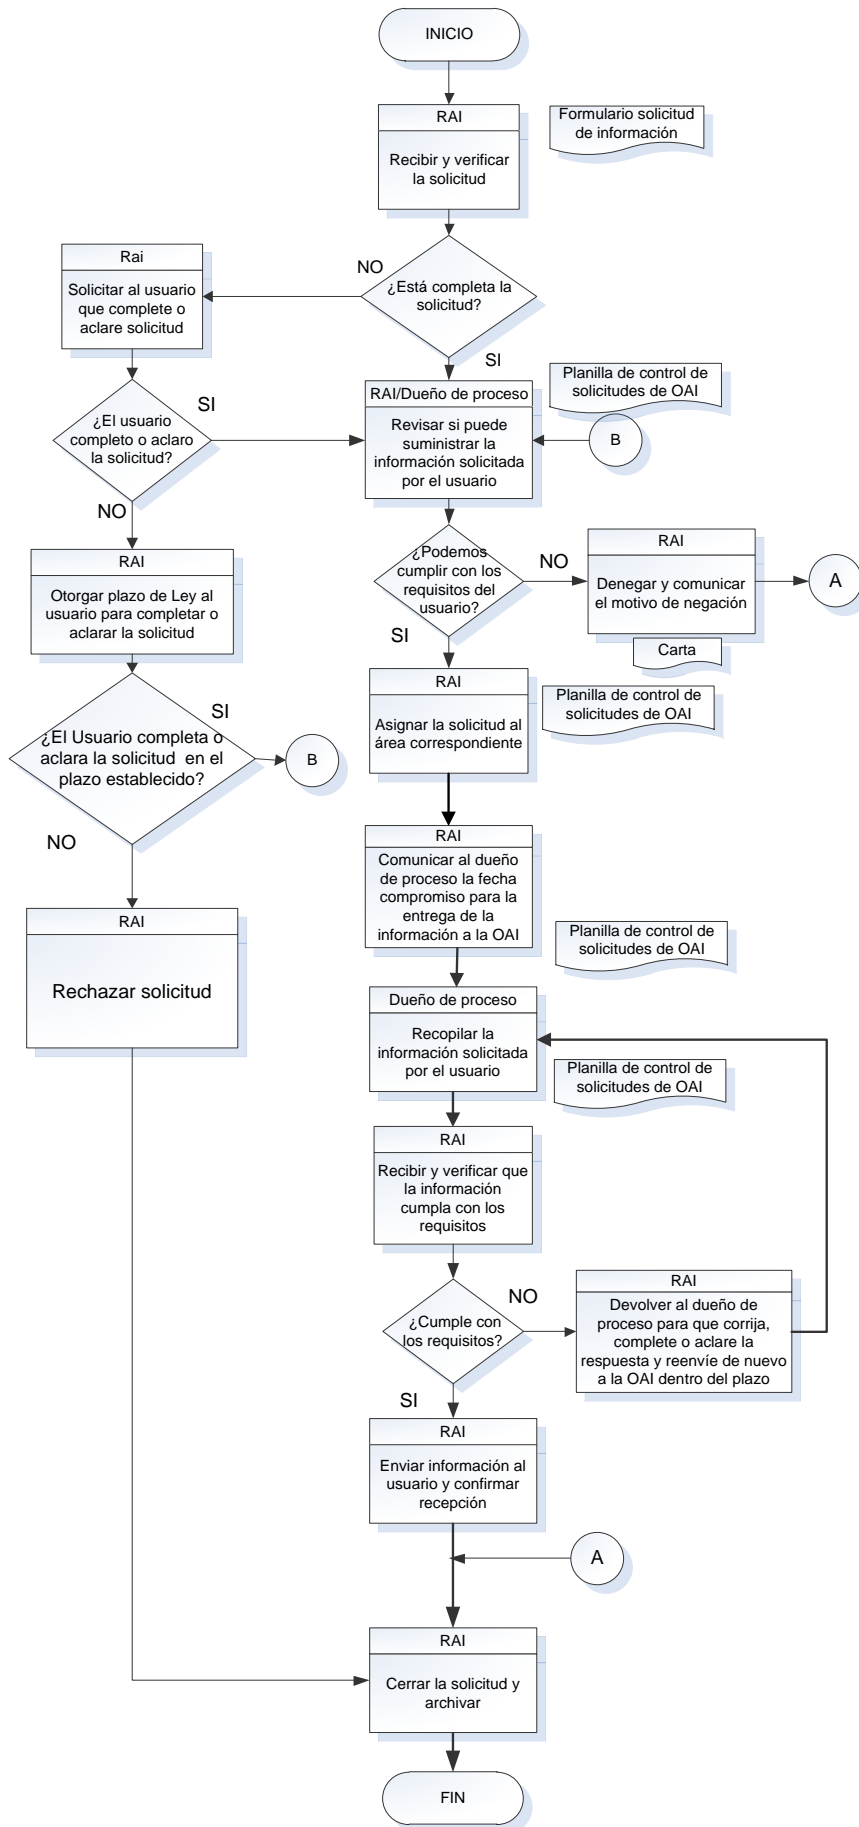 INICIO
RAI
Recibir y verificar
la solicitud
Formulario solicitud
de información
¿Está completa la
solicitud?
NO
SI
Rai
Solicitar al usuario
que complete o
aclare solicitud
¿El usuario
completo o aclaro
la solicitud?
SI
NO
RAI/Dueño de proceso
Revisar si puede
suministrar la
información solicitada
por el usuario
Planilla de control de
solicitudes de OAI
B
RAI
Otorgar plazo de Ley al
usuario para completar o
aclarar la solicitud
¿Podemos
cumplir con los
requisitos del
usuario?
NO
SI
RAI
Denegar y comunicar
el motivo de negación
Carta
A
¿El Usuario completa o
aclara la solicitud en el
plazo establecido?
SI
B
NO
RAI
Asignar la solicitud al
área correspondiente
Planilla de control de
solicitudes de OAI
RAI
Comunicar al dueño
de proceso la fecha
compromiso para la
entrega de la
información a la OAI
RAI
Rechazar solicitud
Planilla de control de
solicitudes de OAI
Dueño de proceso
Recopilar la
información solicitada
por el usuario
Planilla de control de
solicitudes de OAI
RAI
Recibir y verificar que
la información
cumpla con los
requisitos
¿Cumple con
los requisitos?
NO
SI
RAI
Devolver al dueño de
proceso para que corrija,
complete o aclare la
respuesta y reenvíe de nuevo
a la OAI dentro del plazo
RAI
Enviar información al
usuario y confirmar
recepción
A
RAI
Cerrar la solicitud y
archivar
FIN